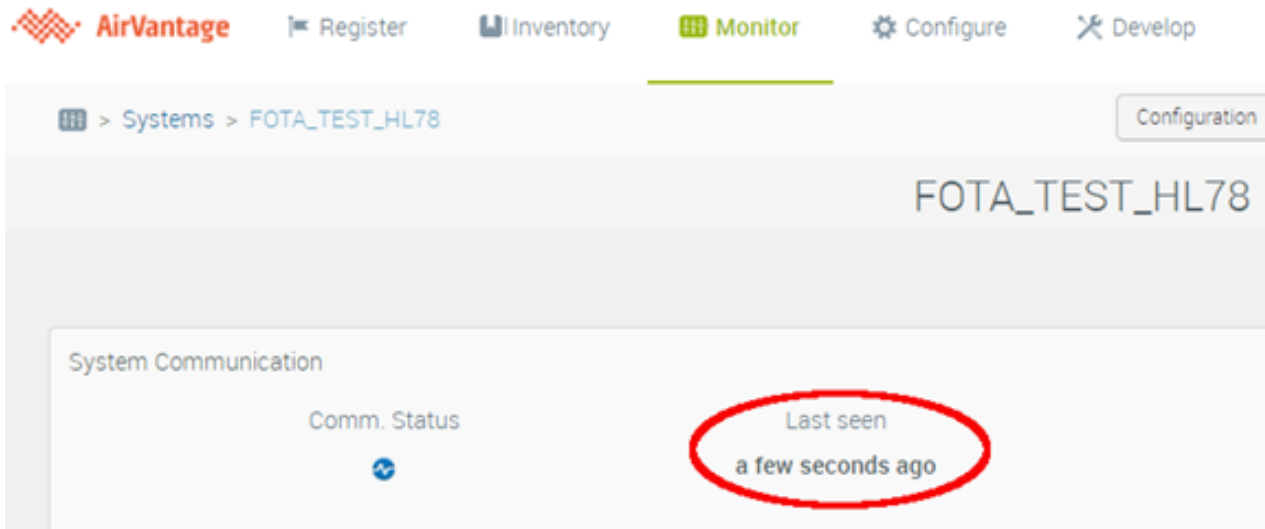 AirVantage Register Inventory Monitor Configure Develop
> Systems > FOTA_TEST_HL78 Configuration
FOTA_TEST_HL78
System Communication
Comm. Status Last seen
a few seconds ago